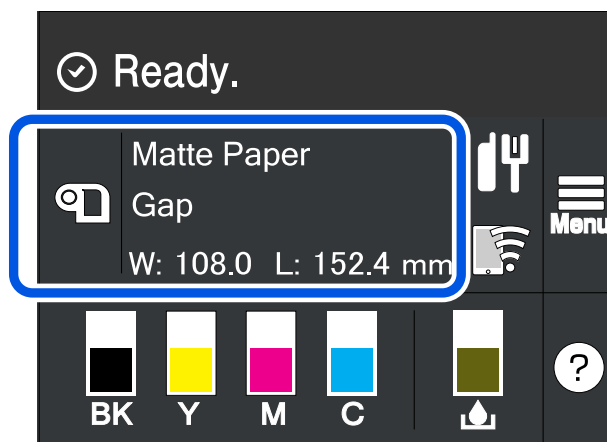 Ready.
Matte Paper
Gap
W: 108.0 L: 152.4 mm
Menu
BK Y M C
?